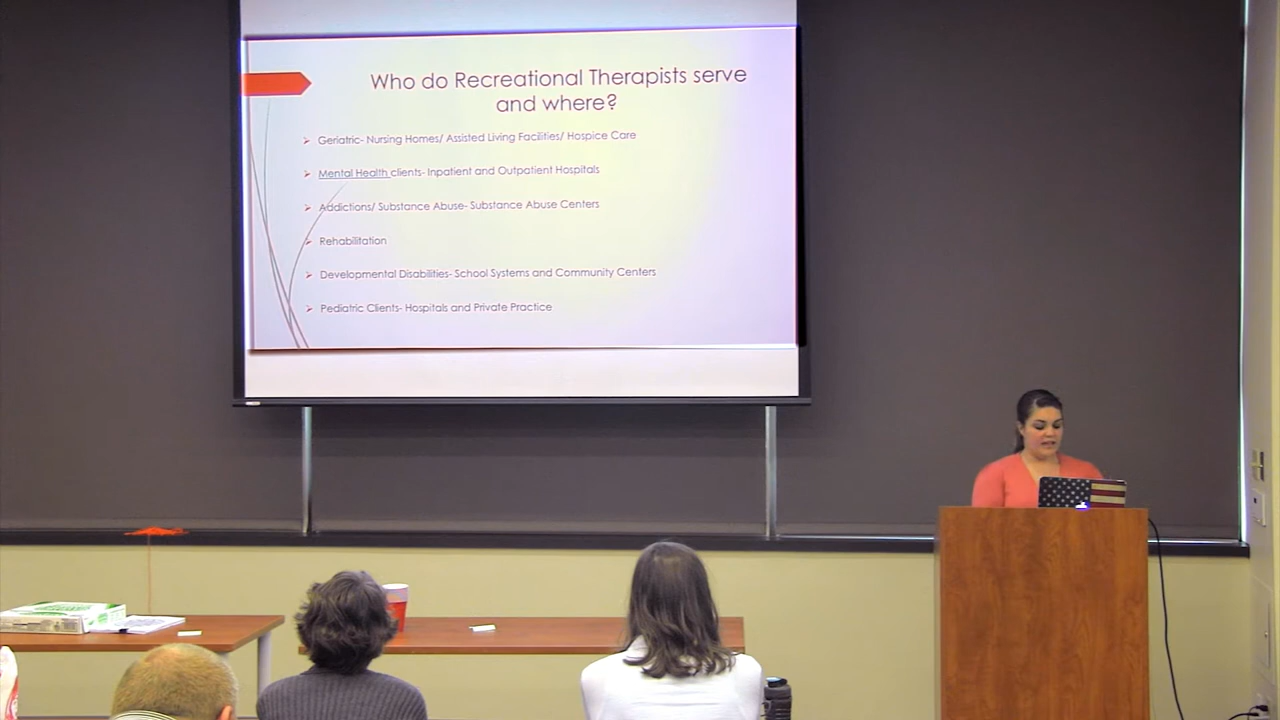 Who do Recreational Therapists serve
and where?
Geriatric- Nursing Homes/ Assisted Living Facilities/ Hospice Care
Mental Health clients- Inpatient and Outpatient Hospitals
Addictions/ Substance Abuse- Substance Abuse Centers
Rehabilitation
Developmental Disabilities- School Systems and Community Centers
Pediatric Clients- Hospitals and Private Practice